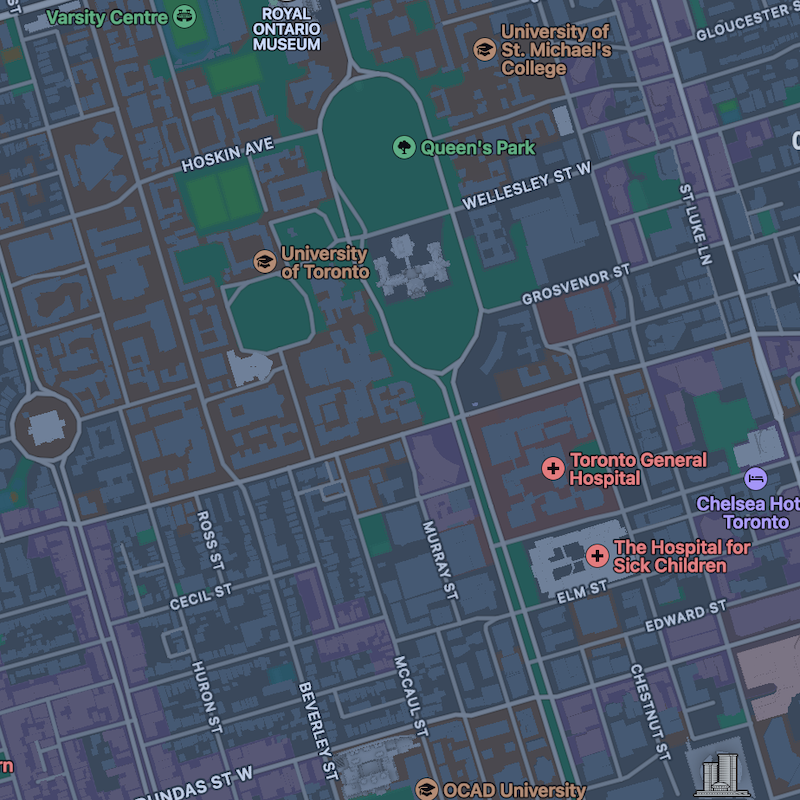 Varsity Centre
ROYAL
ONTARIO
MUSEUM
University of
St. Michael's
College
GLOUCESTER S
HOSKIN AVE
Queen's Park
WELLESLEY ST W
ST LUKE LN
University
of Toronto
GROSVENOR ST
Toronto General
Hospital
Chelsea Hot
Toronto
ROSS ST
MURRAY ST
The Hospital for
Sick Children
CECIL ST
ELM ST
EDWARD ST
HURON ST
BEVERLEY ST
MCCAUL ST
CHESTNUT ST
rn
DUNDAS ST W
OCAD University